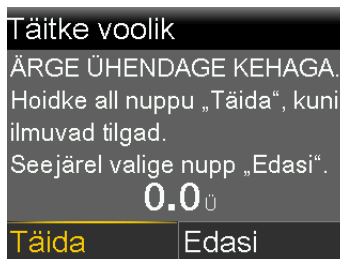 Täitke voolik
ÄRGE ÜHENDAGE KEHAGA.
Hoidke all nuppu „Täida“, kuni
ilmuvad tilgad.
Seejärel valige nupp „Edasi“.
0.0 Ü
Täida
Edasi